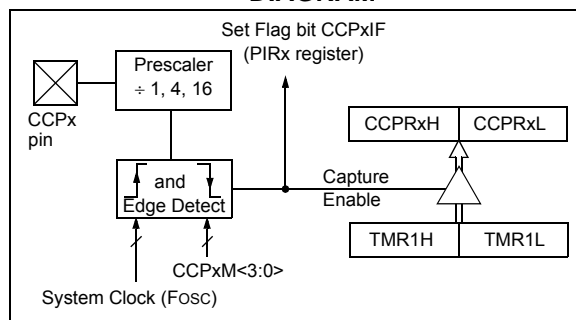 DIAGRAM
Set Flag bit CCPxIF
(PIRx register)
Prescaler
÷ 1, 4, 16
CCPx
pin
CCPRxH CCPRxL
and
Edge Detect
Capture
Enable
TMR1H TMR1L
CCPxM<3:0>
System Clock (FOSC)